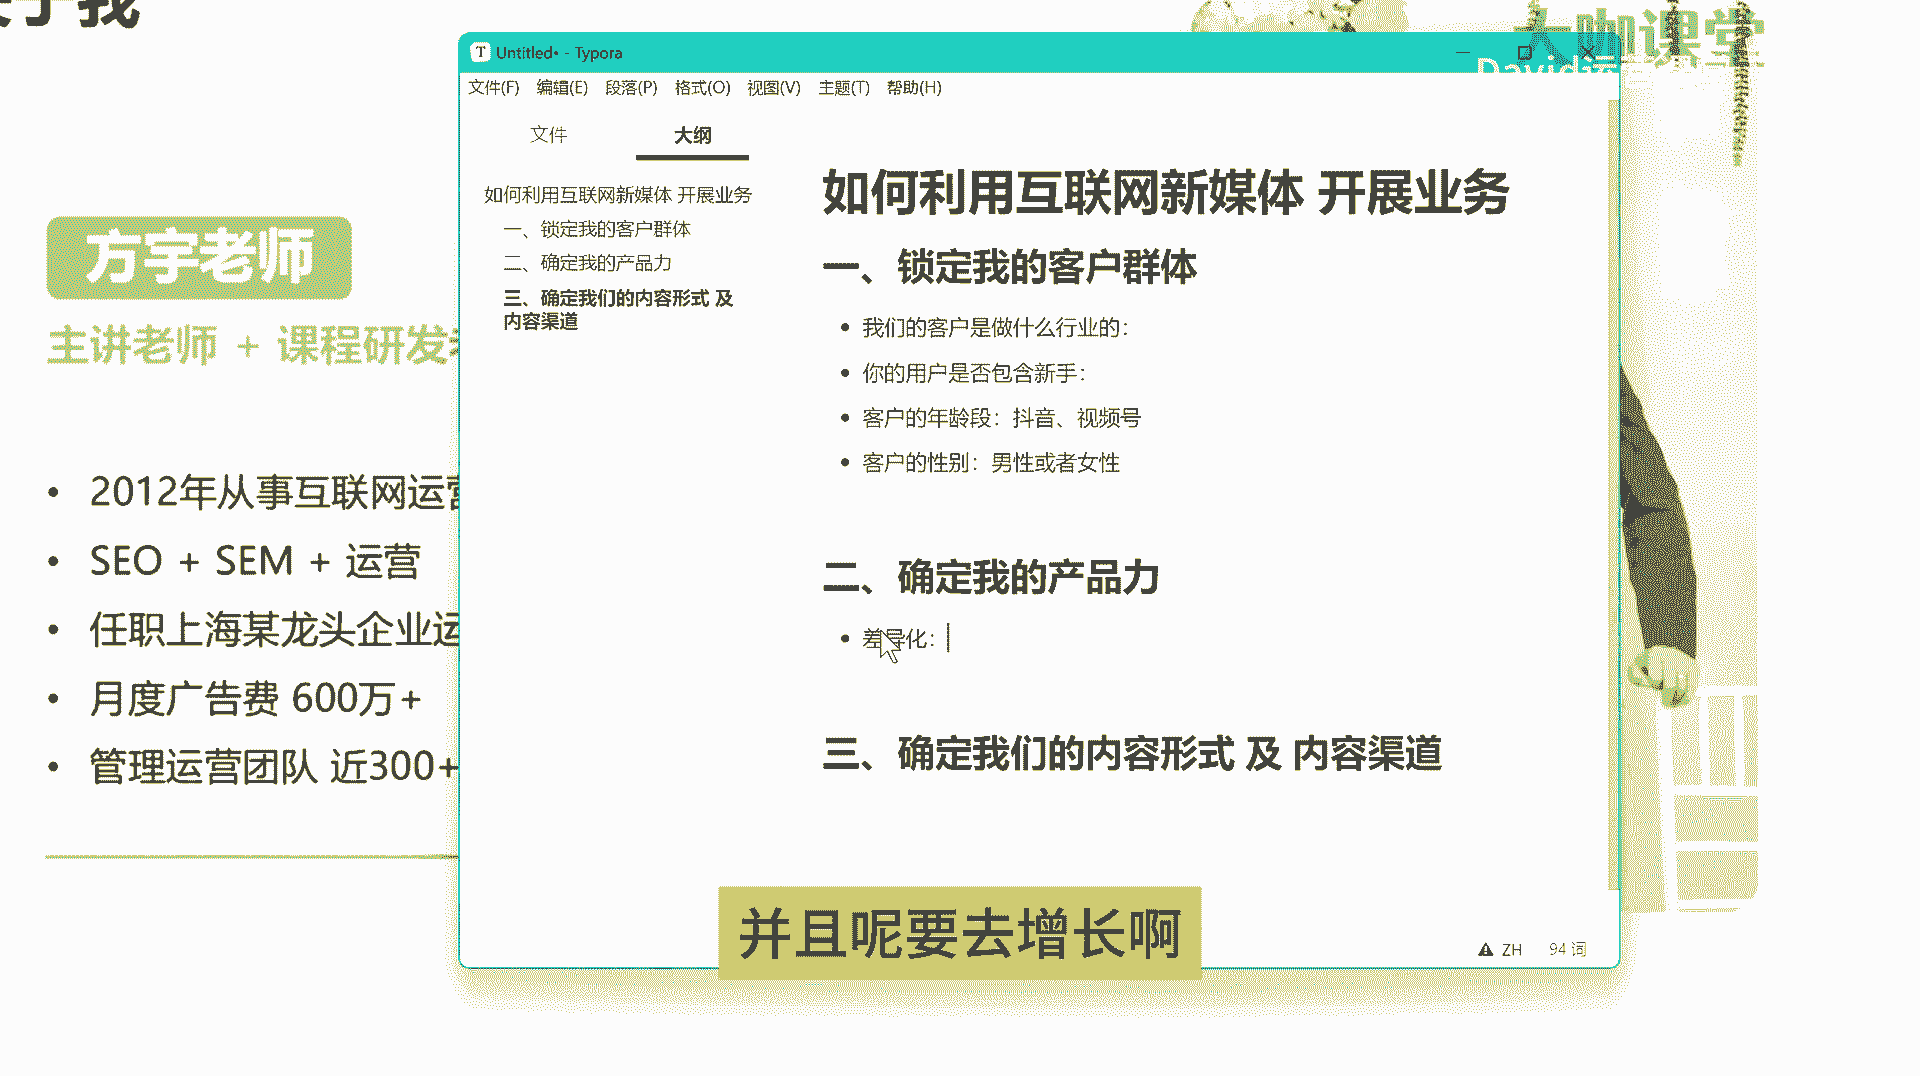 关于我
大咖课堂
Untitled• - Typora
文件(F) 编辑(E) 段落(P) 格式(O) 视图(V) 主题(T) 帮助(H)
文件 大纲
如何利用互联网新媒体 开展业务
一、锁定我的客户群体
二、确定我的产品力
三、确定我们的内容形式 及
内容渠道
如何利用互联网新媒体 开展业务
一、锁定我的客户群体
我们的客户是做什么行业的：
你的用户是否包含新手：
客户的年龄段：抖音、视频号
客户的性别：男性或者女性
二、确定我的产品力
差异化：
三、确定我们的内容形式 及 内容渠道
ZH 94 词
方宇老师
主讲老师 + 课程研发
2012年从事互联网运营
SEO + SEM + 运营
任职上海某龙头企业运
月度广告费 600万+
管理运营团队 近300+
并且呢要去增长啊